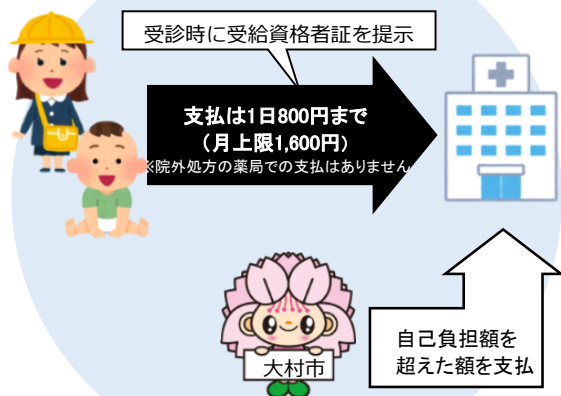 受診時に受給資格者証を提示
支払は1日800円まで
（月上限1,600円）
※院外処方の薬局での支払はありません
大村市
自己負担額を
超えた額を支払